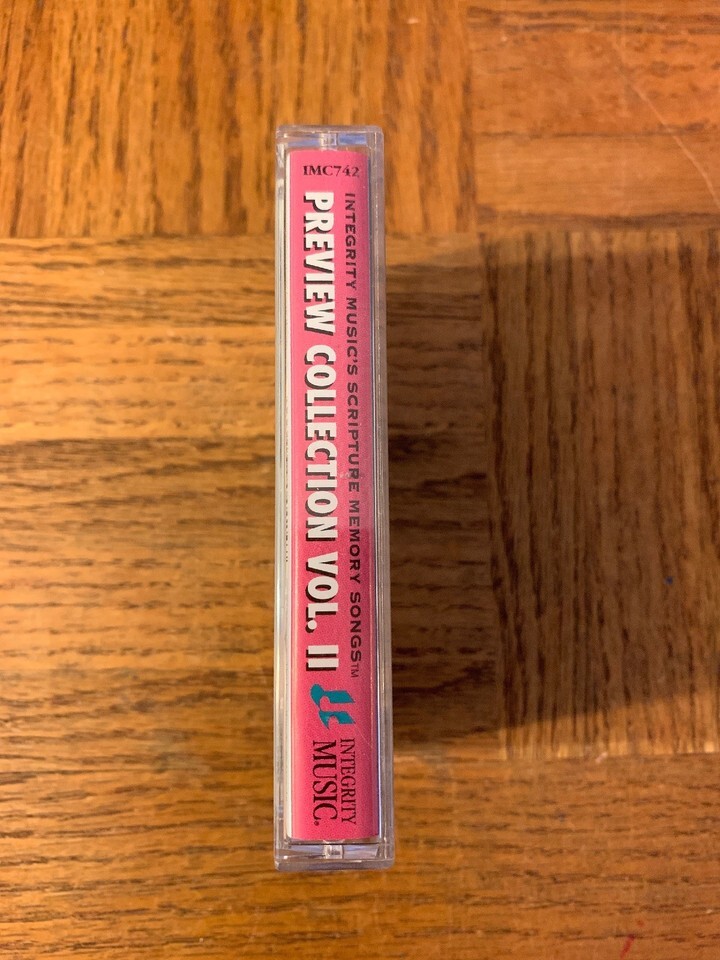 IMC742
INTEGRITY MUSIC'S SCRIPTURE MEMORY SONGS™
PREVIEW COLLECTION VOL. II
INTEGRITY
MUSIC®